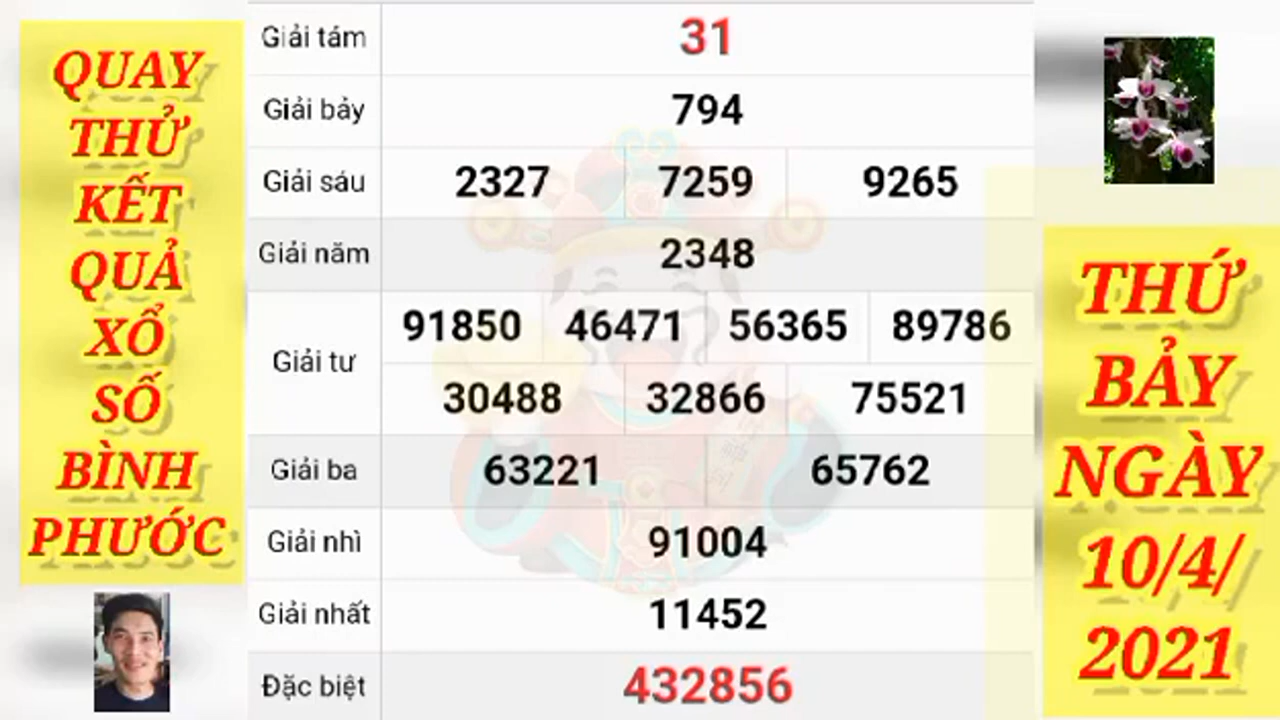 QUAY
THỬ
KẾT
QUẢ
XỔ
SỐ
BÌNH
PHƯỚC
Giải tám 31
Giải bảy 794
Giải sáu 2327 7259 9265
Giải năm 2348
Giải tư 91850 46471 56365 89786
30488 32866 75521
Giải ba 63221 65762
Giải nhì 91004
Giải nhất 11452
Đặc biệt 432856
THỨ
BẢY
NGÀY
10/4/
2021